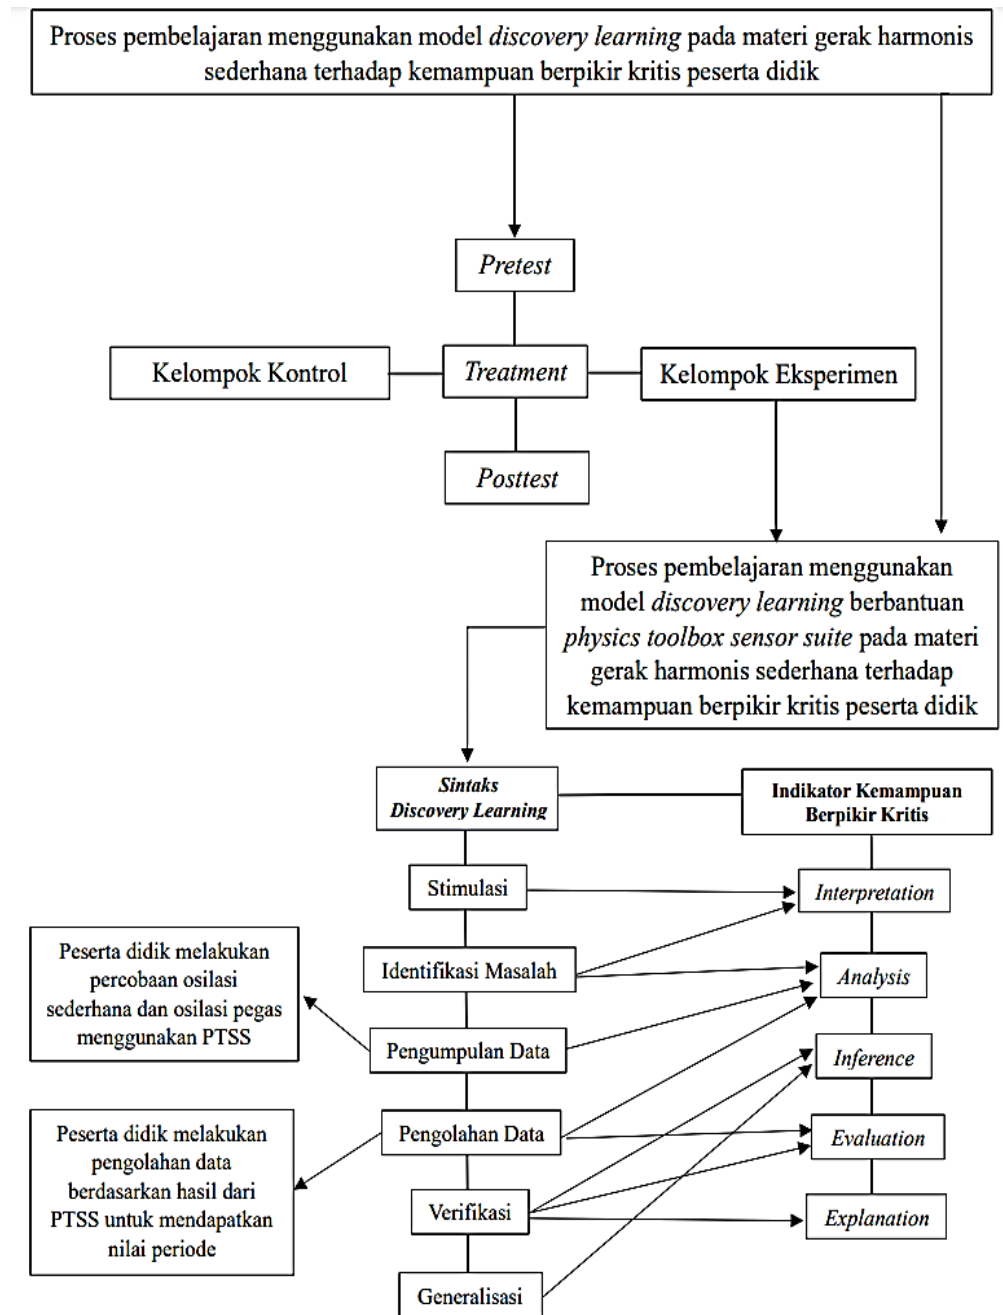 Proses pembelajaran menggunakan model discovery learning pada materi gerak harmonis
sederhana terhadap kemampuan berpikir kritis peserta didik
Pretest
Kelompok Kontrol
Treatment
Kelompok Eksperimen
Posttest
Proses pembelajaran menggunakan
model discovery learning berbantuan
physics toolbox sensor suite pada materi
gerak harmonis sederhana terhadap
kemampuan berpikir kritis peserta didik
Sintaks
Discovery Learning
Indikator Kemampuan
Berpikir Kritis
Stimulasi
Interpretation
Peserta didik melakukan
percobaan osilasi
sederhana dan osilasi pegas
menggunakan PTSS
Identifikasi Masalah
Analysis
Pengumpulan Data
Inference
Peserta didik melakukan
pengolahan data
berdasarkan hasil dari
PTSS untuk mendapatkan
nilai periode
Pengolahan Data
Evaluation
Verifikasi
Explanation
Generalisasi